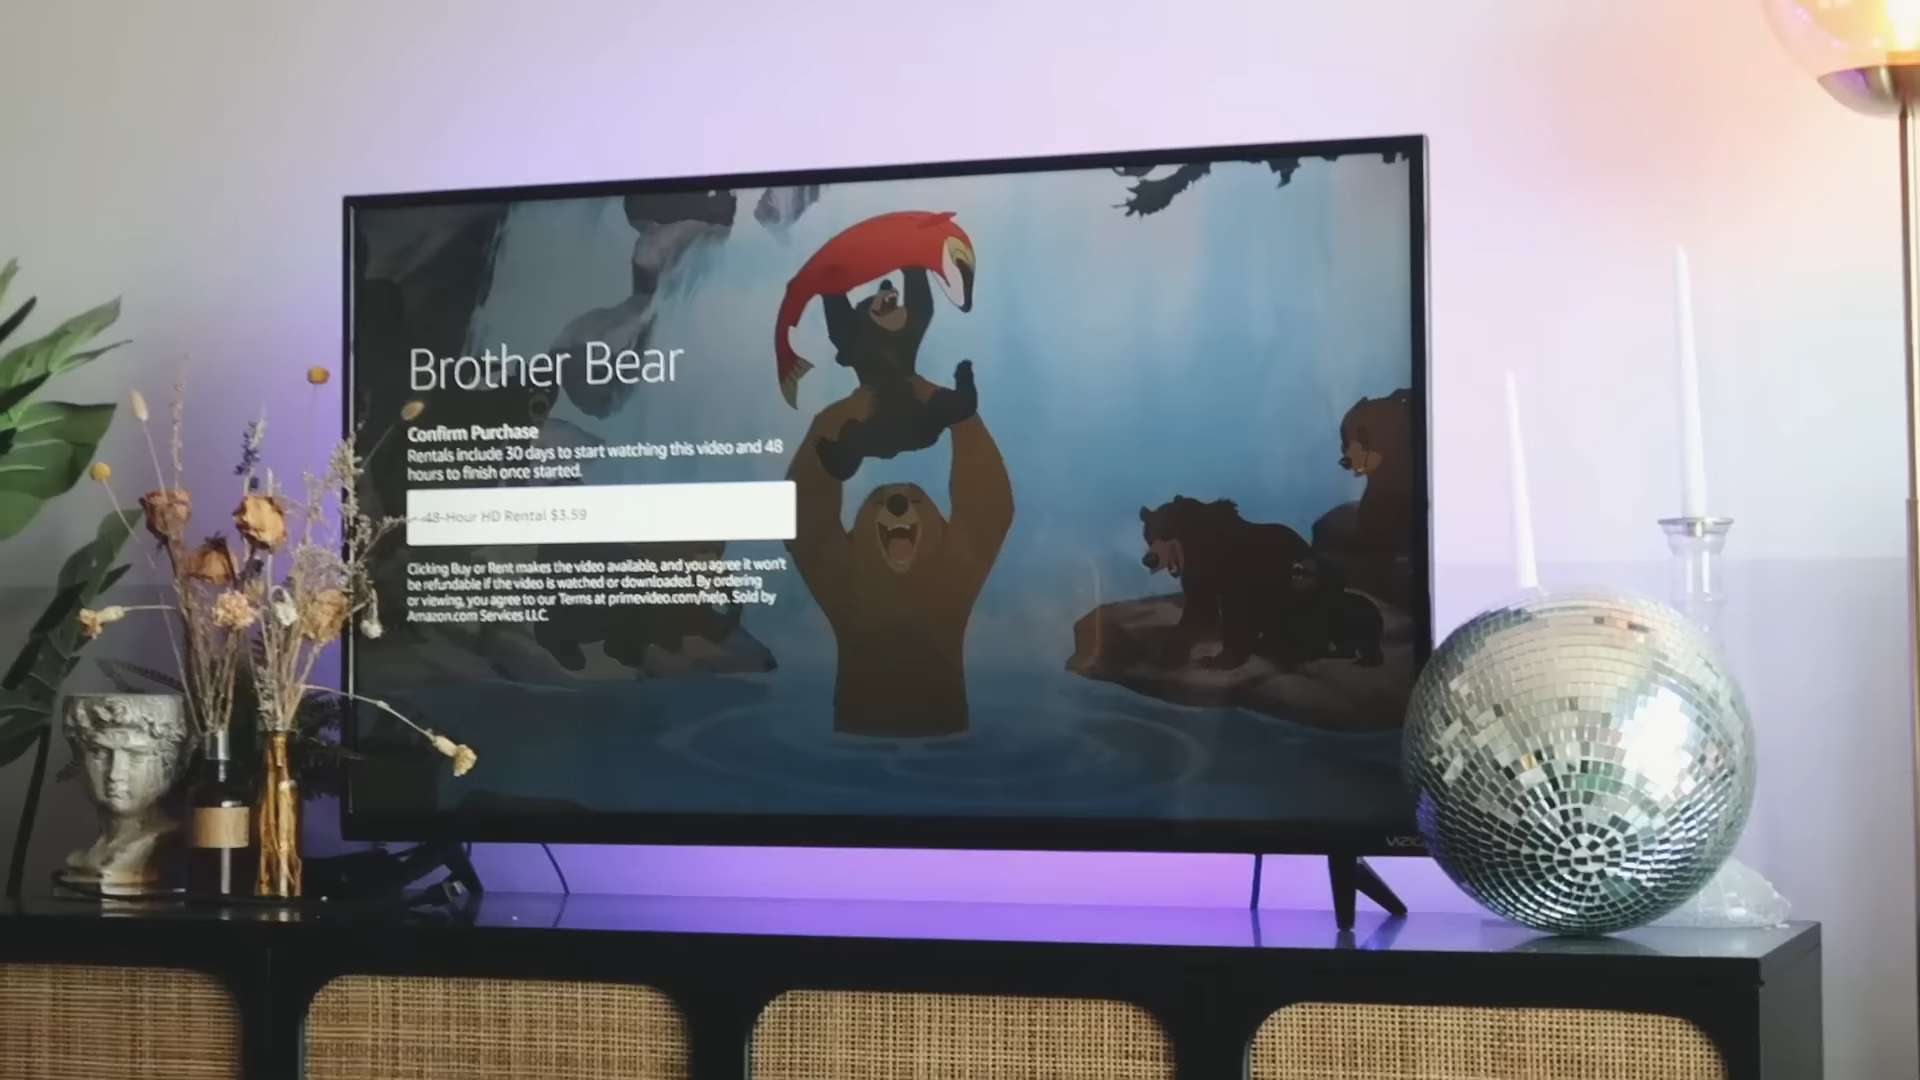 Brother Bear
Confirm Purchase
Rentals include 30 days to start watching this video and 48
hours to finish once started.
48-Hour HD Rental $3.59
Clicking Buy or Rent makes the video available, and you agree it won't
be refundable if the video is watched or downloaded. By ordering
or viewing, you agree to our Terms at primevideo.com/help. Sold by
Amazon.com Services LLC.
VIZIO